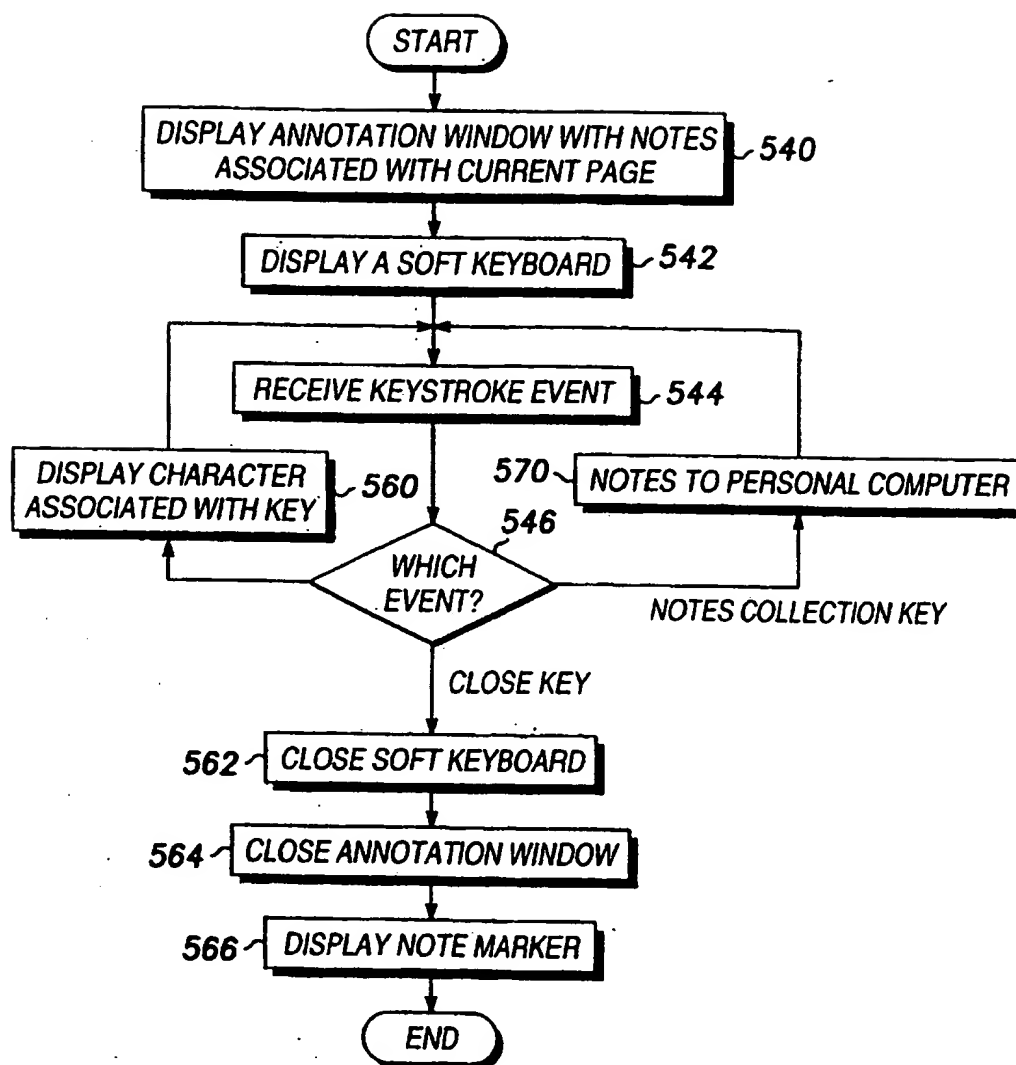 START
DISPLAY ANNOTATION WINDOW WITH NOTES
ASSOCIATED WITH CURRENT PAGE
540
DISPLAY A SOFT KEYBOARD
542
RECEIVE KEYSTROKE EVENT
544
DISPLAY CHARACTER
ASSOCIATED WITH KEY
560
570
NOTES TO PERSONAL COMPUTER
546
WHICH
EVENT?
NOTES COLLECTION KEY
CLOSE KEY
562
CLOSE SOFT KEYBOARD
564
CLOSE ANNOTATION WINDOW
566
DISPLAY NOTE MARKER
END